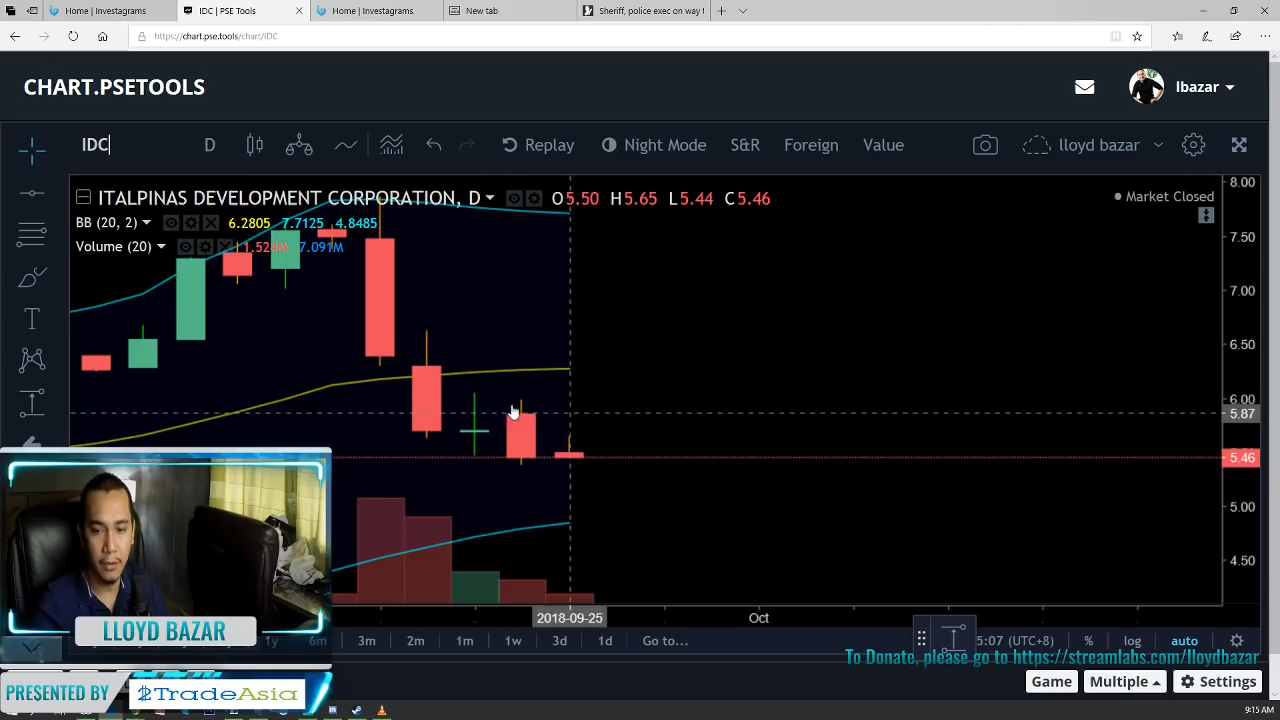 Home | Investagrams
IDC | PSE Tools
Home | Investagrams
New tab
Sheriff, police exec on way t
https://chart.pse.tools/chart/IDC
CHART.PSETOOLS
lbazar
IDC
D
Replay
Night Mode
S&R
Foreign
Value
lloyd bazar
ITALPINAS DEVELOPMENT CORPORATION, D
O5.50 H5.65 L5.44 C5.46
Market Closed
BB (20, 2)
6.2805 7.7125 4.8485
Volume (20)
1.524M 7.091M
8.00
7.50
7.00
6.50
6.00
5.87
5.46
5.00
4.50
2018-09-25
Oct
1y
6m
3m
2m
1m
1w
3d
1d
Go to...
5:07 (UTC+8)
%
log
auto
LLOYD BAZAR
To Donate, please go to https://streamlabs.com/lloydbazar
PRESENTED BY
TradeAsia
Game
Multiple
Settings
9:15 AM